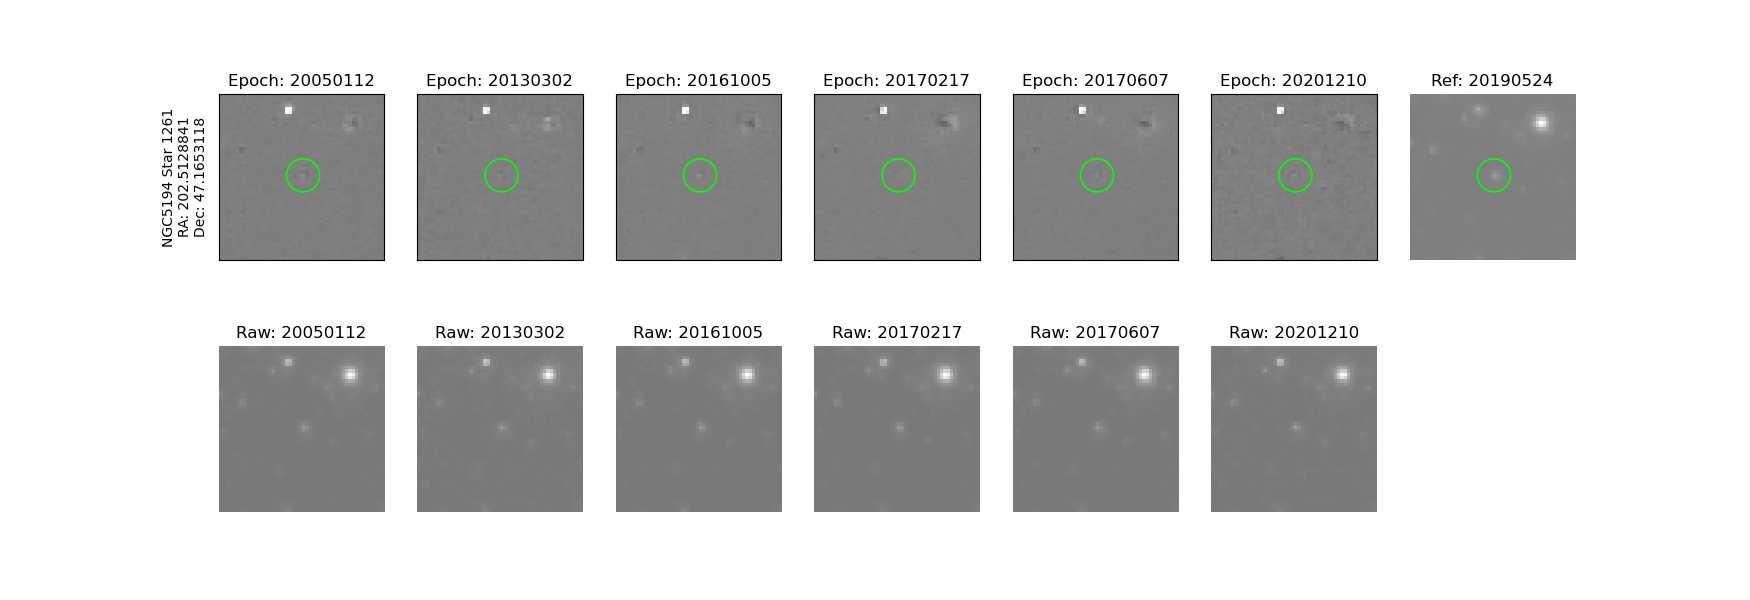 Epoch: 20050112
Epoch: 20130302
Epoch: 20161005
Epoch: 20170217
Epoch: 20170607
Epoch: 20201210
Ref: 20190524
NGC5194 Star 1261
RA: 202.5128841
Dec: 47.1653118
Raw: 20050112
Raw: 20130302
Raw: 20161005
Raw: 20170217
Raw: 20170607
Raw: 20201210